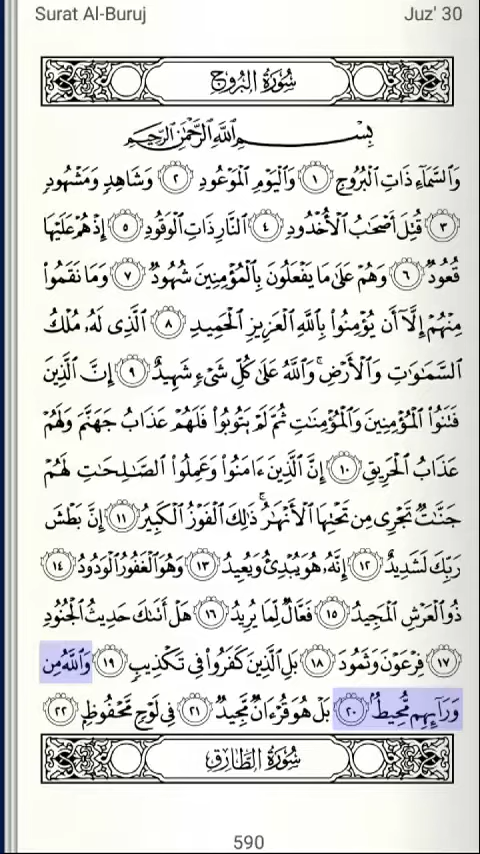 Surat Al-Buruj
Juz' 30
سُورَةُ البُرُوجِ
بِسْمِ ٱللَّهِ ٱلرَّحْمَٰنِ ٱلرَّحِيمِ
وَٱلسَّمَآءِ ذَاتِ ٱلْبُرُوجِ ١ وَٱلْيَوْمِ ٱلْمَوْعُودِ ٢ وَشَاهِدٍ وَمَشْهُودٍ
٣ قُتِلَ أَصْحَٰبُ ٱلْأُخْدُودِ ٤ ٱلنَّارِ ذَاتِ ٱلْوَقُودِ ٥ إِذْ هُمْ عَلَيْهَا
قُعُودٌ ٦ وَهُمْ عَلَىٰ مَا يَفْعَلُونَ بِٱلْمُؤْمِنِينَ شُهُودٌ ٧ وَمَا نَقَمُوا۟
مِنْهُمْ إِلَّآ أَن يُؤْمِنُوا۟ بِٱللَّهِ ٱلْعَزِيزِ ٱلْحَمِيدِ ٨ ٱلَّذِى لَهُۥ مُلْكُ
ٱلسَّمَٰوَٰتِ وَٱلْأَرْضِ ۚ وَٱللَّهُ عَلَىٰ كُلِّ شَىْءٍ شَهِيدٌ ٩ إِنَّ ٱلَّذِينَ
فَتَنُوا۟ ٱلْمُؤْمِنِينَ وَٱلْمُؤْمِنَٰتِ ثُمَّ لَمْ يَتُوبُوا۟ فَلَهُمْ عَذَابُ جَهَنَّمَ وَلَهُمْ
عَذَابُ ٱلْحَرِيقِ ١٠ إِنَّ ٱلَّذِينَ ءَامَنُوا۟ وَعَمِلُوا۟ ٱلصَّٰلِحَٰتِ لَهُمْ
جَنَّٰتٌ تَجْرِى مِن تَحْتِهَا ٱلْأَنْهَٰرُ ۚ ذَٰلِكَ ٱلْفَوْزُ ٱلْكَبِيرُ ١١ إِنَّ بَطْشَ
رَبِّكَ لَشَدِيدٌ ١٢ إِنَّهُۥ هُوَ يُبْدِئُ وَيُعِيدُ ١٣ وَهُوَ ٱلْغَفُورُ ٱلْوَدُودُ ١٤
ذُو ٱلْعَرْشِ ٱلْمَجِيدُ ١٥ فَعَّالٌ لِّمَا يُرِيدُ ١٦ هَلْ أَتَىٰكَ حَدِيثُ ٱلْجُنُودِ
١٧ فِرْعَوْنَ وَثَمُودَ ١٨ بَلِ ٱلَّذِينَ كَفَرُوا۟ فِى تَكْذِيبٍ ١٩ وَٱللَّهُ مِن
وَرَآئِهِم مُّحِيطٌۢ ٢٠ بَلْ هُوَ قُرْءَانٌ مَّجِيدٌ ٢١ فِى لَوْحٍ مَّحْفُوظٍۭ ٢٢
سُورَةُ الطَّارِقِ
590